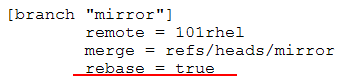 [branch "mirror"]
remote = 101rhel
merge = refs/heads/mirror
rebase = true